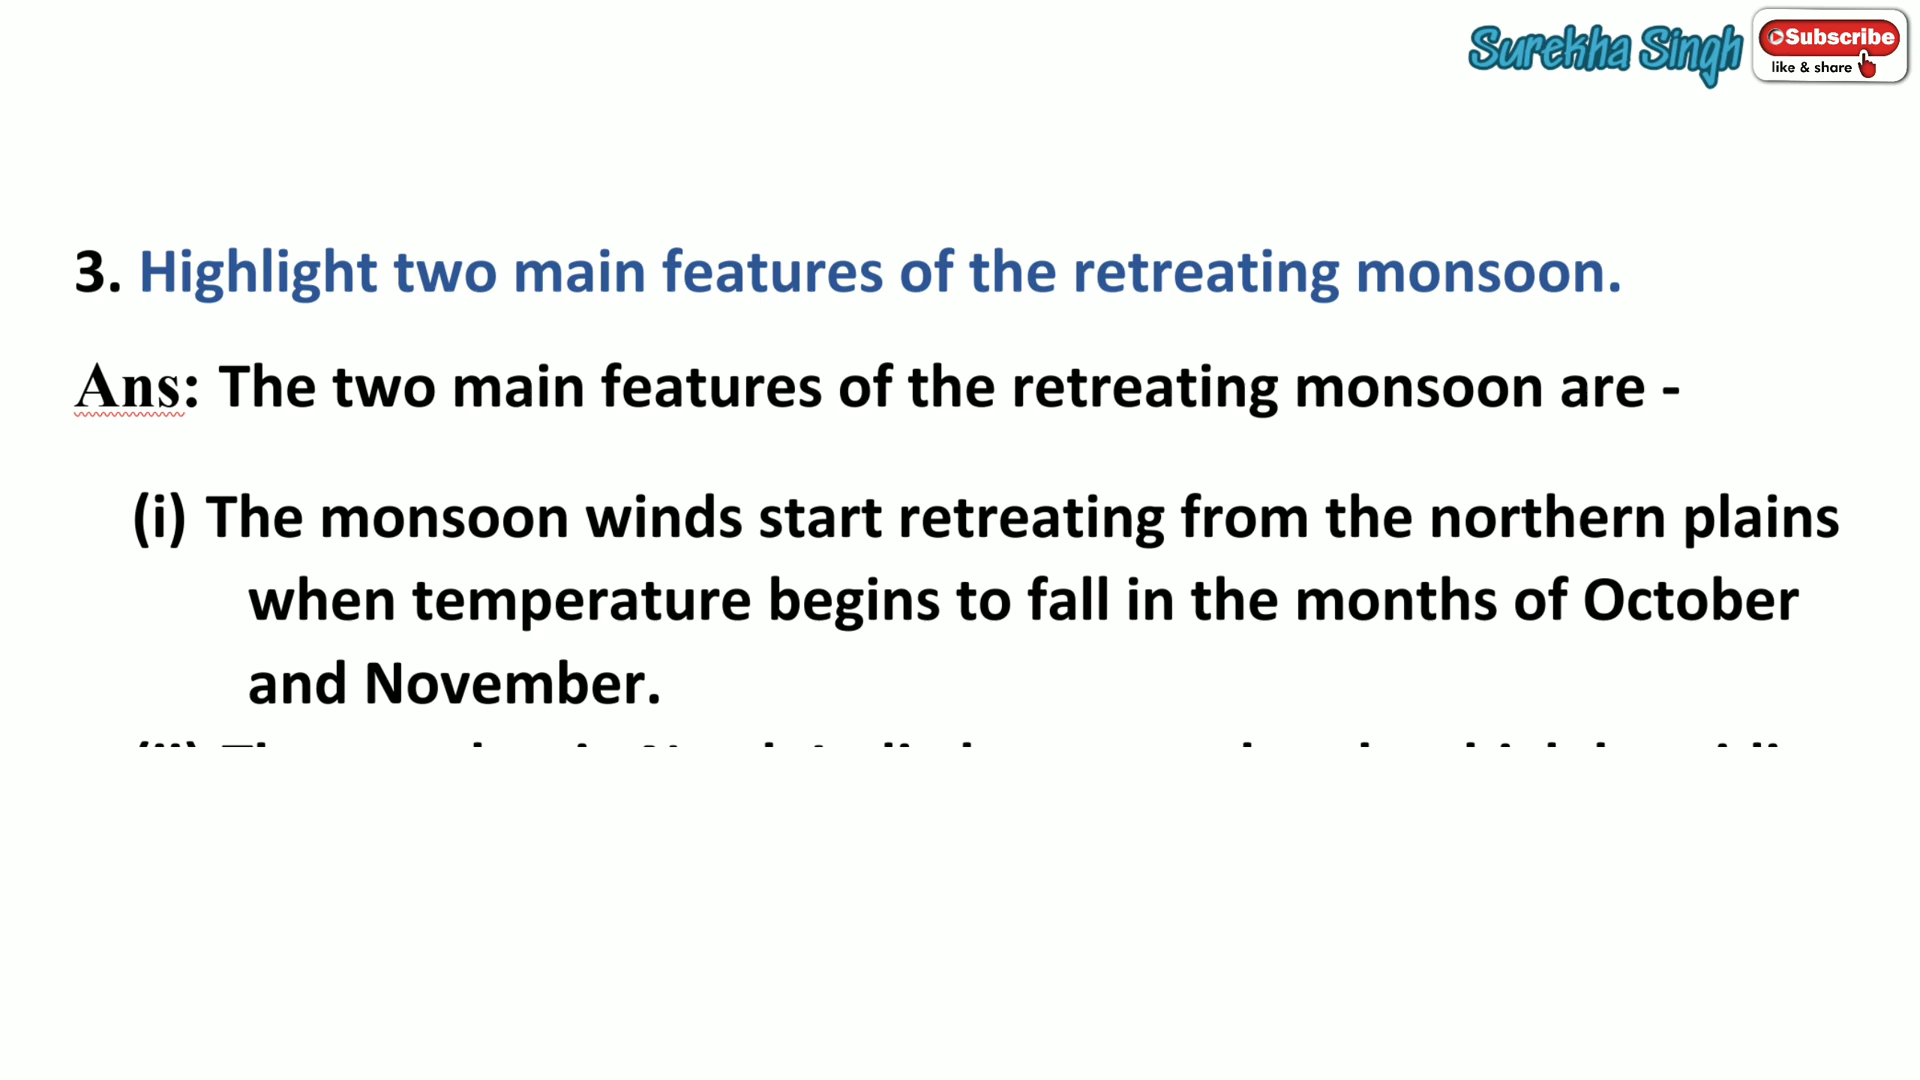 Surekha Singh
Subscribe
like & share
3. Highlight two main features of the retreating monsoon.
Ans: The two main features of the retreating monsoon are -
(i) The monsoon winds start retreating from the northern plains
when temperature begins to fall in the months of October
and November.